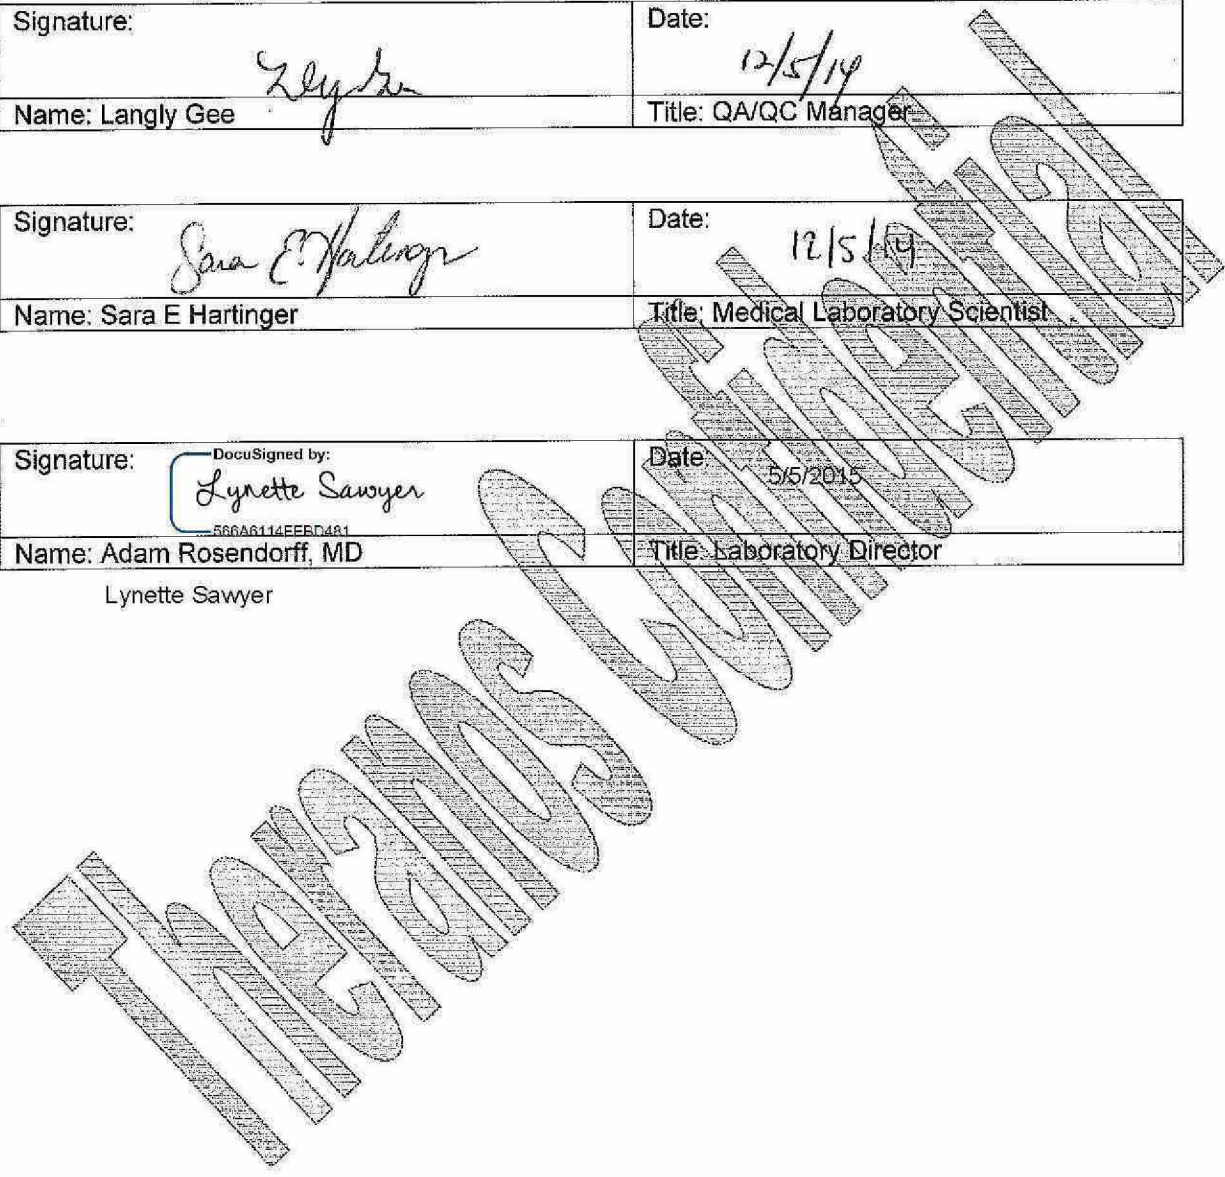 Signature:
Date:
12/5/14
Name: Langly Gee
Title: QA/QC Manager
Signature:
Sara E Hartinger
Date:
12/5/14
Name: Sara E Hartinger
Title: Medical Laboratory Scientist
Signature:
DocuSigned by:
Lynette Sawyer
566A6114EEBD481
Date:
5/5/2015
Name: Adam Rosendorff, MD
Title: Laboratory Director
Lynette Sawyer
Theranos Confidential